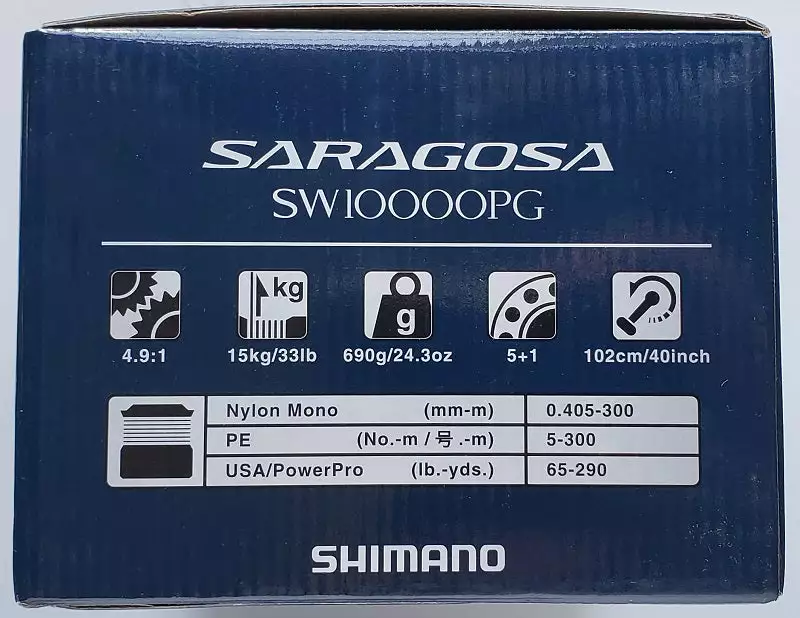 SARAGOSA
SW10000PG
kg
g
4.9:1 15kg/33lb 690g/24.3oz 5+1 102cm/40inch
Nylon Mono (mm-m) 0.405-300
PE (No.-m / 号.-m) 5-300
USA/PowerPro (lb.-yds.) 65-290
SHIMANO